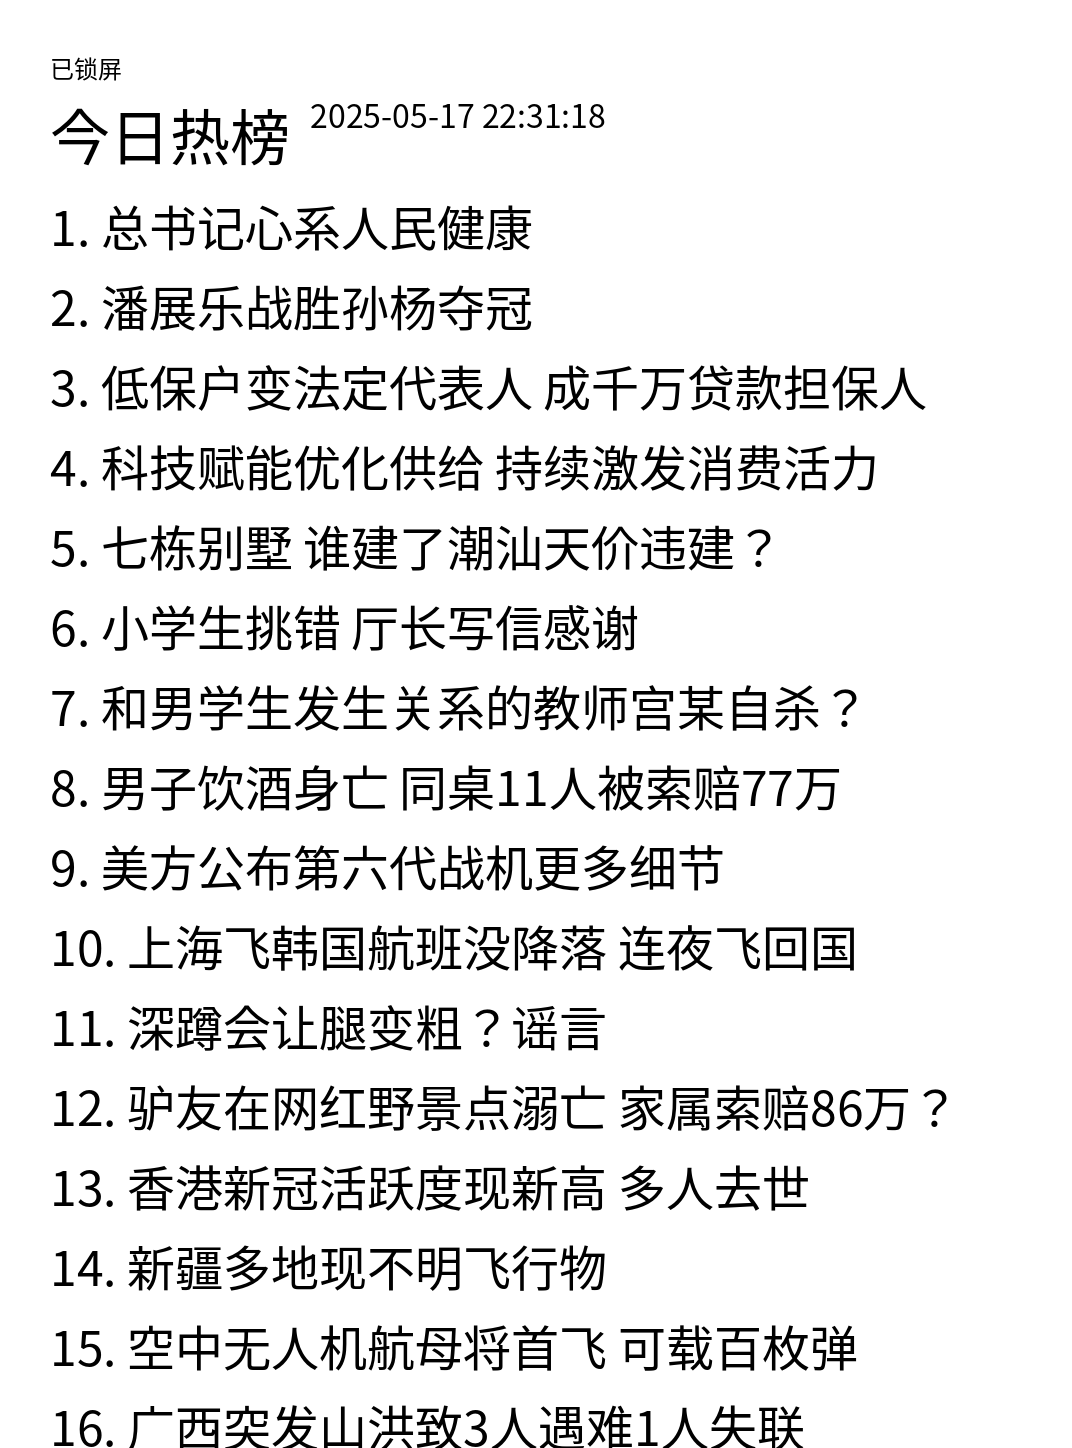 已锁屏
今日热榜 2025-05-17 22:31:18
1. 总书记心系人民健康
2. 潘展乐战胜孙杨夺冠
3. 低保户变法定代表人 成千万贷款担保人
4. 科技赋能优化供给 持续激发消费活力
5. 七栋别墅 谁建了潮汕天价违建？
6. 小学生挑错 厅长写信感谢
7. 和男学生发生关系的教师宫某自杀？
8. 男子饮酒身亡 同桌11人被索赔77万
9. 美方公布第六代战机更多细节
10. 上海飞韩国航班没降落 连夜飞回国
11. 深蹲会让腿变粗？谣言
12. 驴友在网红野景点溺亡 家属索赔86万？
13. 香港新冠活跃度现新高 多人去世
14. 新疆多地现不明飞行物
15. 空中无人机航母将首飞 可载百枚弹
16. 广西突发山洪致3人遇难1人失联